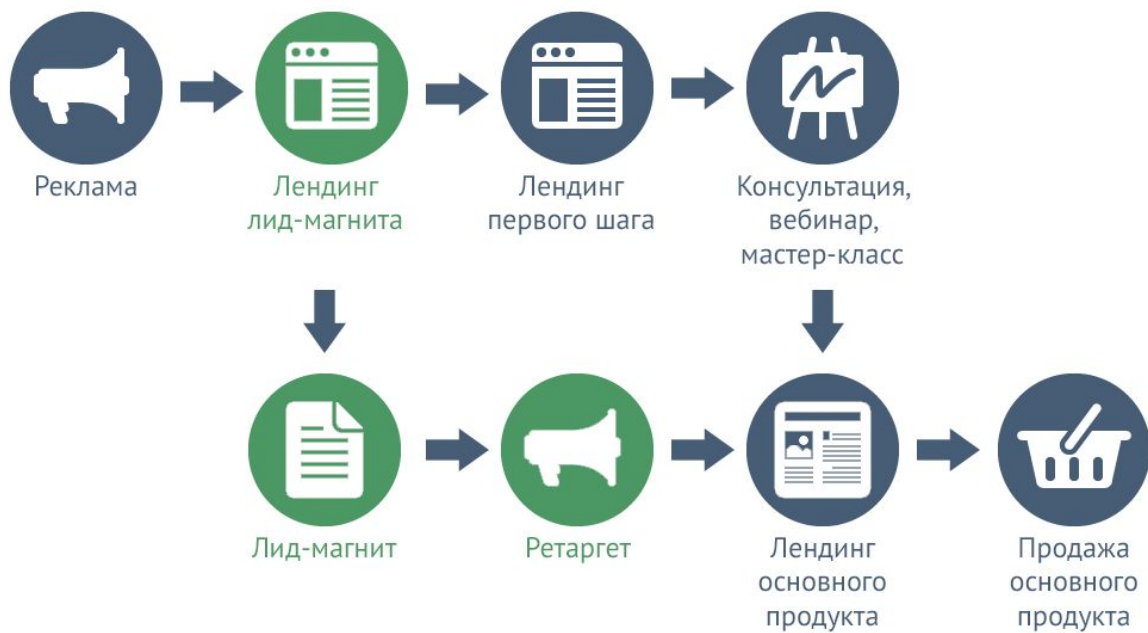 Реклама
Лендинг
лид-магнита
Лендинг
первого шага
Консультация,
вебинар,
мастер-класс
Лид-магнит
Ретаргет
Лендинг
основного
продукта
Продажа
основного
продукта